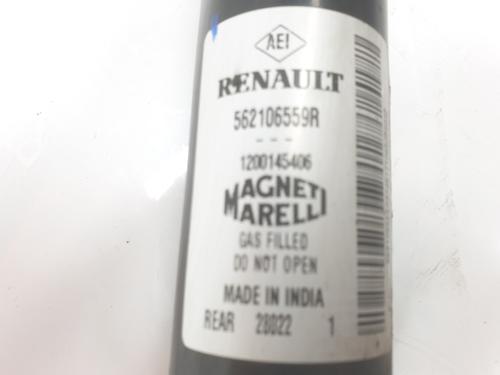 AEI
RENAULT
562106559R
---
1200145406
MAGNETI
MARELLI
GAS FILLED
DO NOT OPEN
MADE IN INDIA
REAR 28022 1